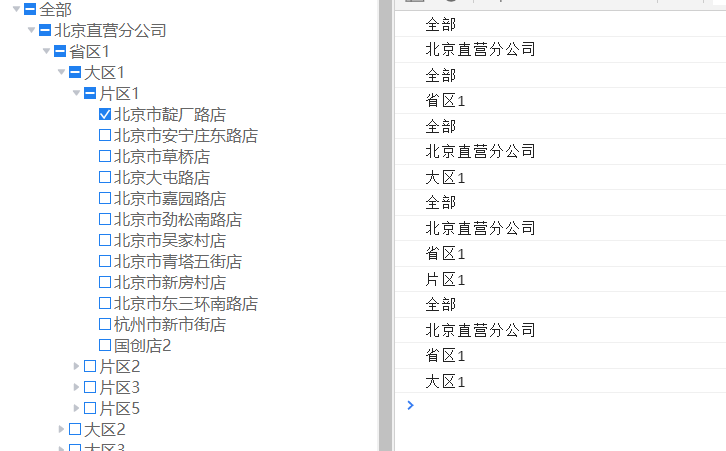 全部
北京直营分公司
省区1
大区1
片区1
北京市靛厂路店
北京市安宁庄东路店
北京市草桥店
北京大屯路店
北京市嘉园路店
北京市劲松南路店
北京市吴家村店
北京市青塔五街店
北京市新房村店
北京市东三环南路店
杭州市新市街店
国创店2
片区2
片区3
片区5
大区2
大区3
全部
北京直营分公司
全部
省区1
全部
北京直营分公司
大区1
全部
北京直营分公司
省区1
片区1
全部
北京直营分公司
省区1
大区1